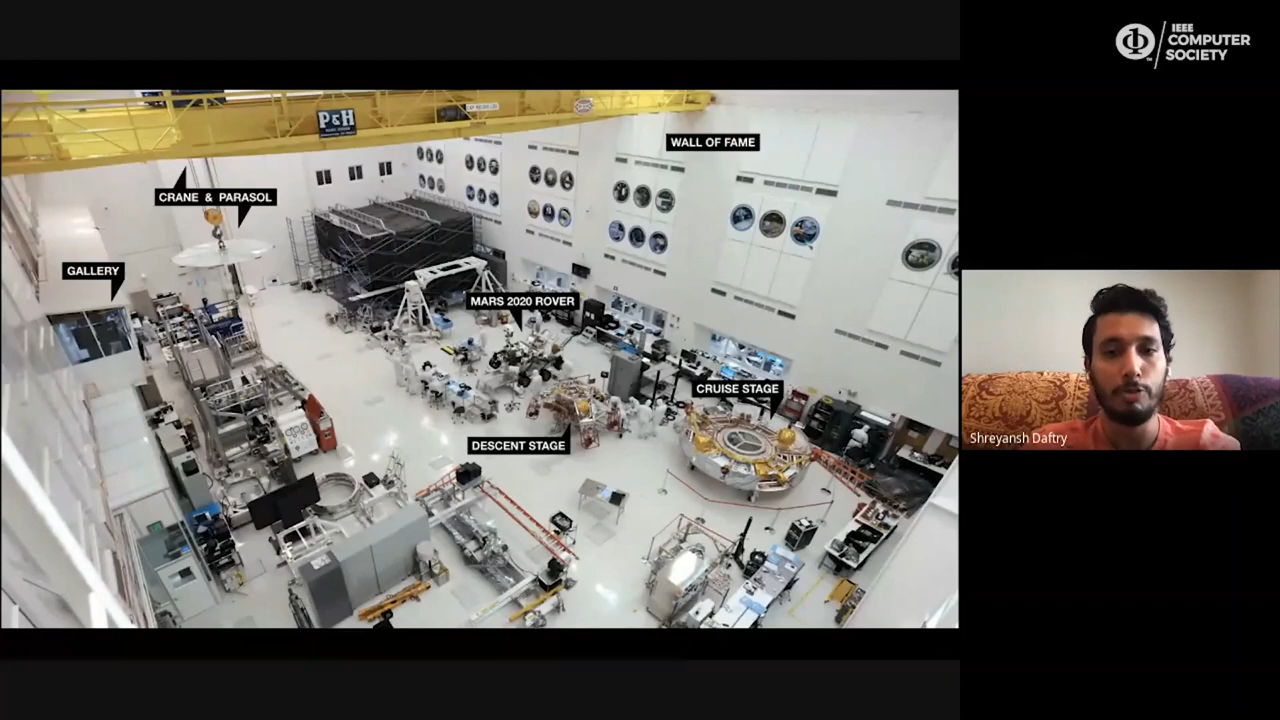 IEEE
COMPUTER
SOCIETY
P&H
WALL OF FAME
CRANE & PARASOL
GALLERY
MARS 2020 ROVER
CRUISE STAGE
DESCENT STAGE
Shreyansh Daftry